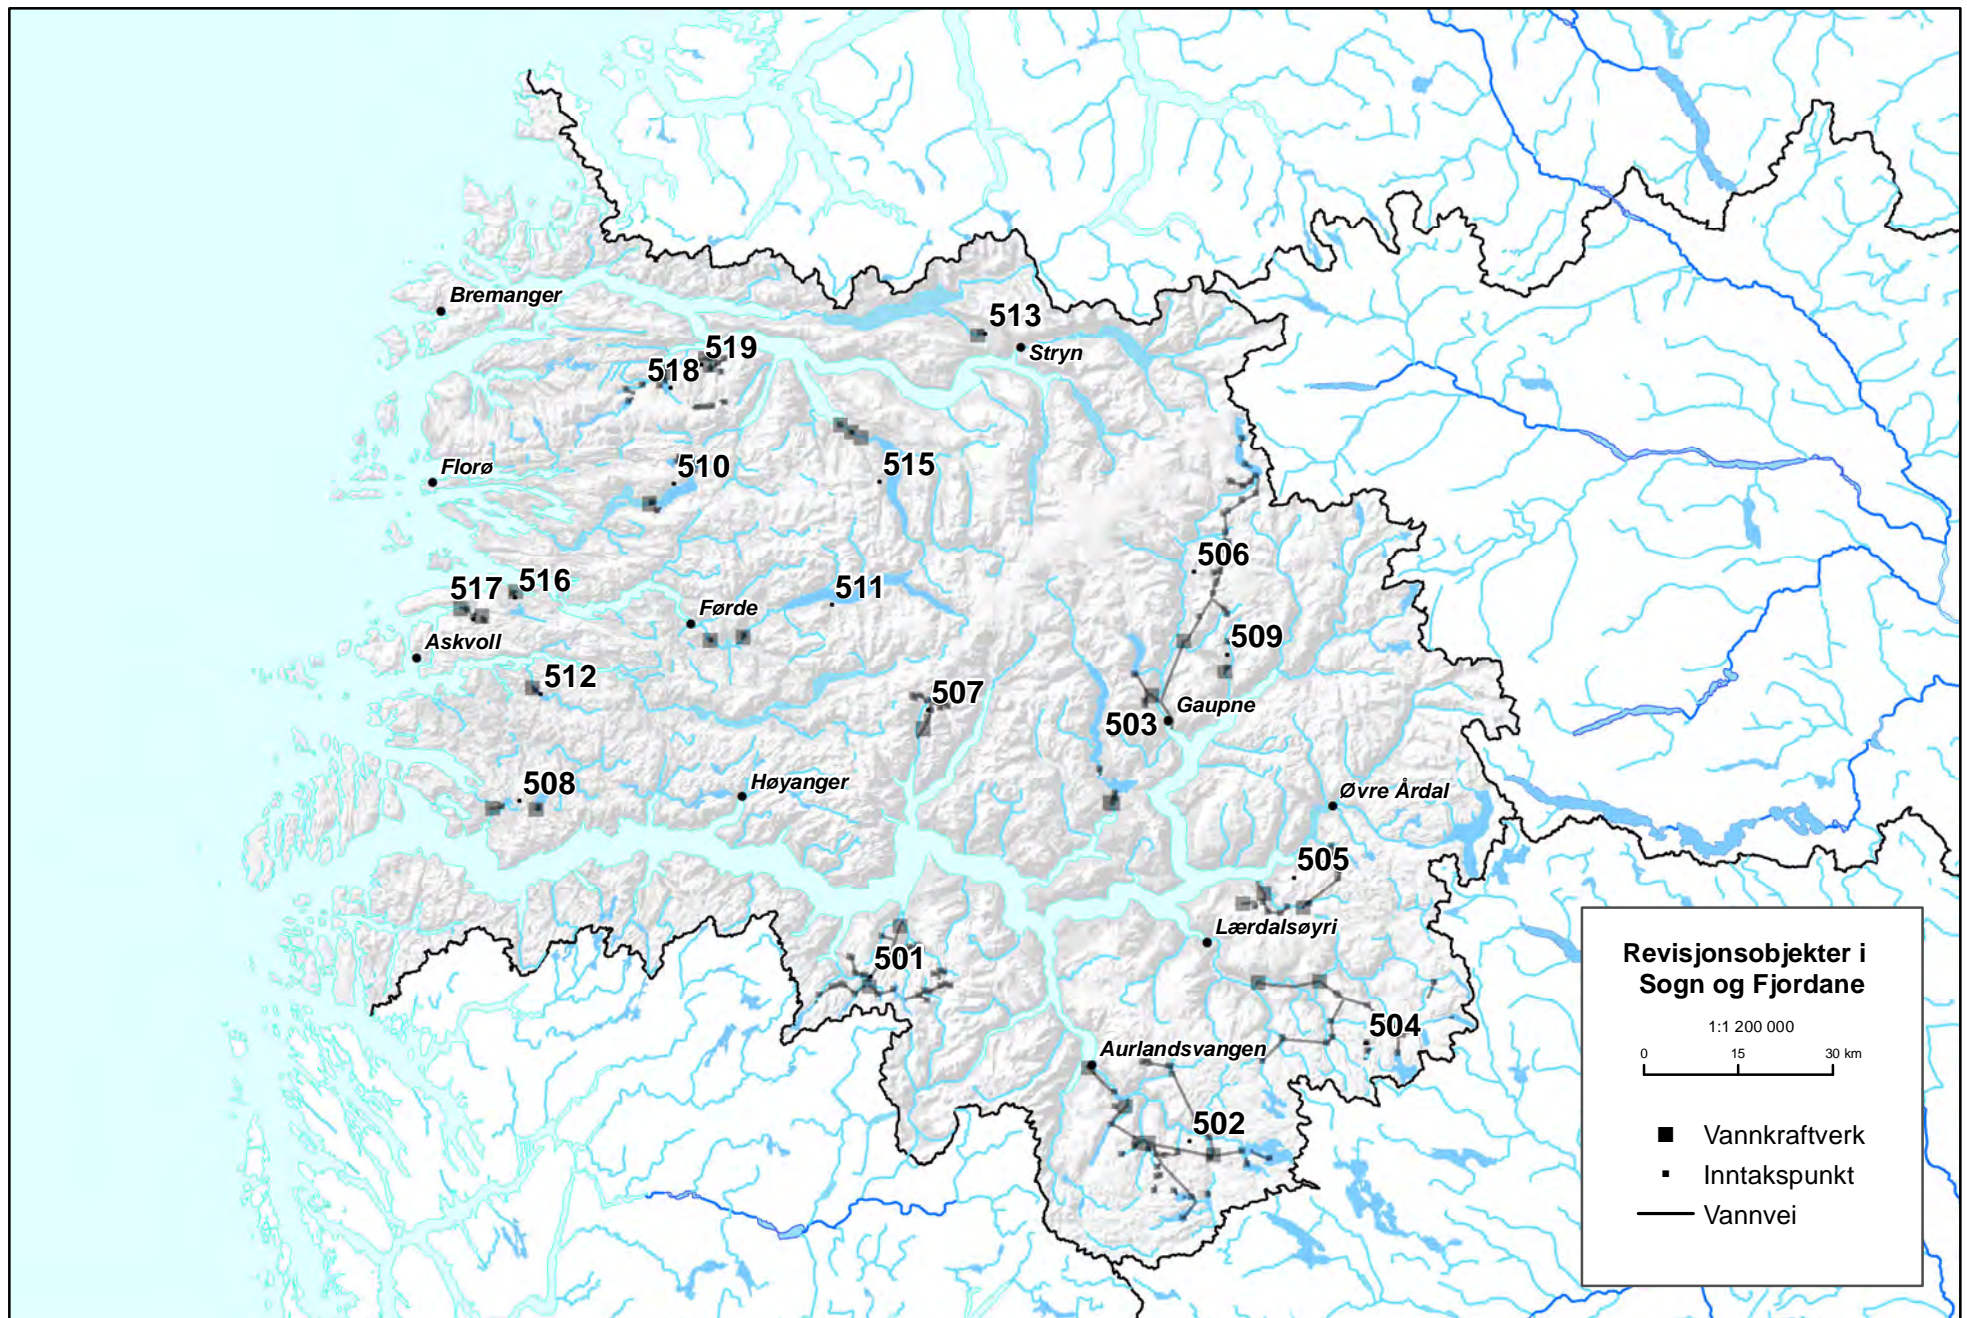 Bremanger
513
Stryn
519
518
510
515
Florø
506
517
516
511
Førde
509
Askvoll
512
507
Gaupne
503
508
Høyanger
Øvre Årdal
505
Lærdalsøyri
501
504
Aurlandsvangen
502
Revisjonsobjekter i
Sogn og Fjordane
1:1 200 000
0 15 30 km
Vannkraftverk
Inntakspunkt
Vannvei